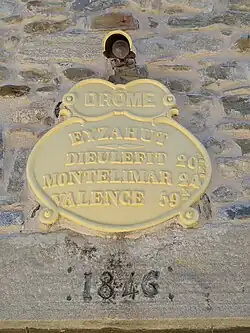 DROME
EYZAHUT
DIEULEFIT 20
MONTELIMAR 24
VALENCE 59
1846